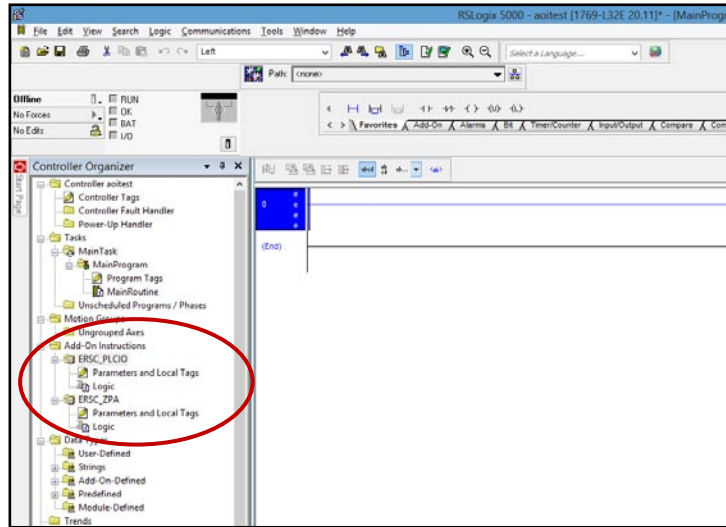 RSLogix 5000 - aoitest [1769-L32E 20.11]* - [MainProgr
File Edit View Search Logic Communications Tools Window Help
Left
Select a Language...
Path: <none>
Offline
RUN
No Forces
OK
BAT
No Edits
I/O
Favorites Add-On Alarms Bit Timer/Counter Input/Output Compare Com
Start Page
Controller Organizer
Controller aoitest
Controller Tags
Controller Fault Handler
Power-Up Handler
Tasks
MainTask
MainProgram
Program Tags
MainRoutine
Unscheduled Programs / Phases
Motion Groups
Ungrouped Axes
Add-On Instructions
ERSC_PLCIO
Parameters and Local Tags
Logic
ERSC_ZPA
Parameters and Local Tags
Logic
Data Types
User-Defined
Strings
Add-On-Defined
Predefined
Module-Defined
Trends
0
e
e
e
e
(End)